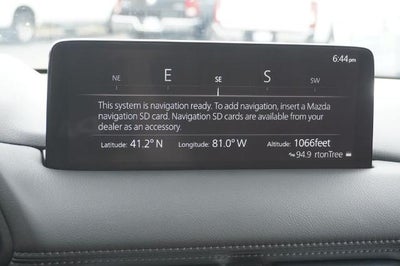 6:44pm
NE E SE S SW
This system is navigation ready. To add navigation, insert a Mazda
navigation SD card. Navigation SD cards are available from your
dealer as an accessory.
Latitude: 41.2° N Longitude: 81.0° W Altitude: 1066feet
94.9 rtonTree